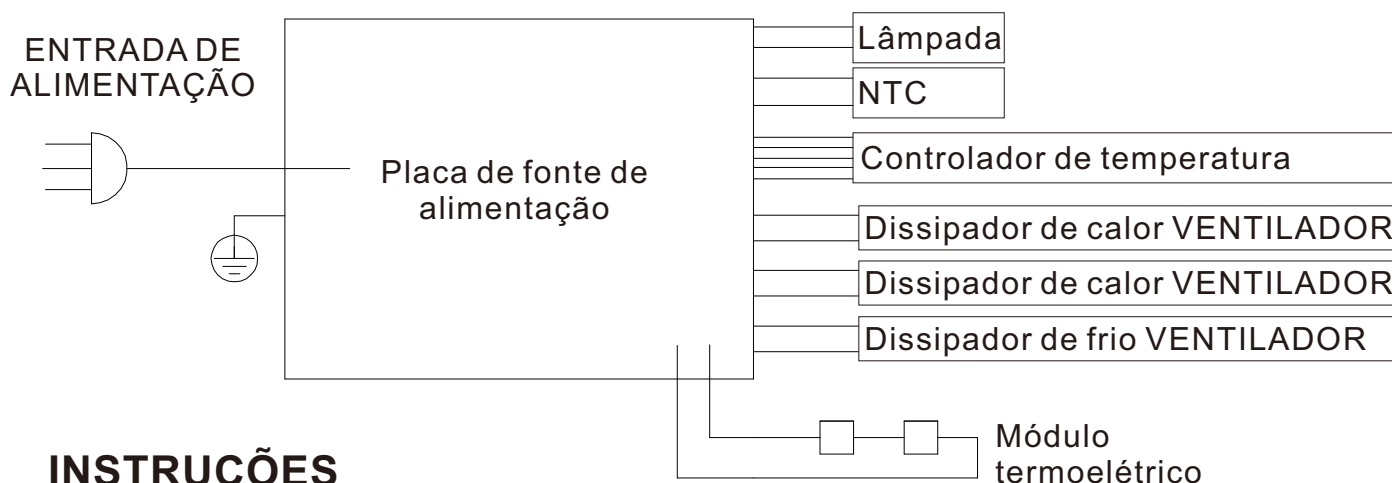 ENTRADA DE
ALIMENTAÇÃO
Placa de fonte de
alimentação
Lâmpada
NTC
Controlador de temperatura
Dissipador de calor VENTILADOR
Dissipador de calor VENTILADOR
Dissipador de frio VENTILADOR
Módulo
termoelétrico
INSTRUÇÕES